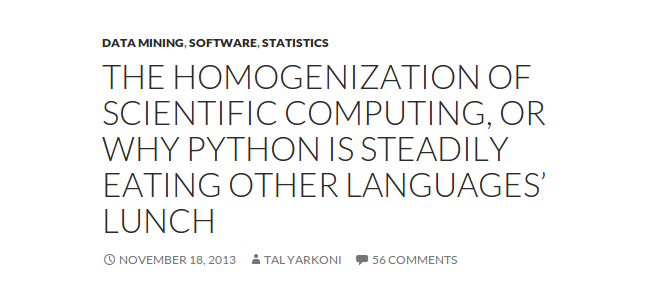 DATA MINING, SOFTWARE, STATISTICS
THE HOMOGENIZATION OF
SCIENTIFIC COMPUTING, OR
WHY PYTHON IS STEADILY
EATING OTHER LANGUAGES’
LUNCH
NOVEMBER 18, 2013 TAL YARKONI 56 COMMENTS